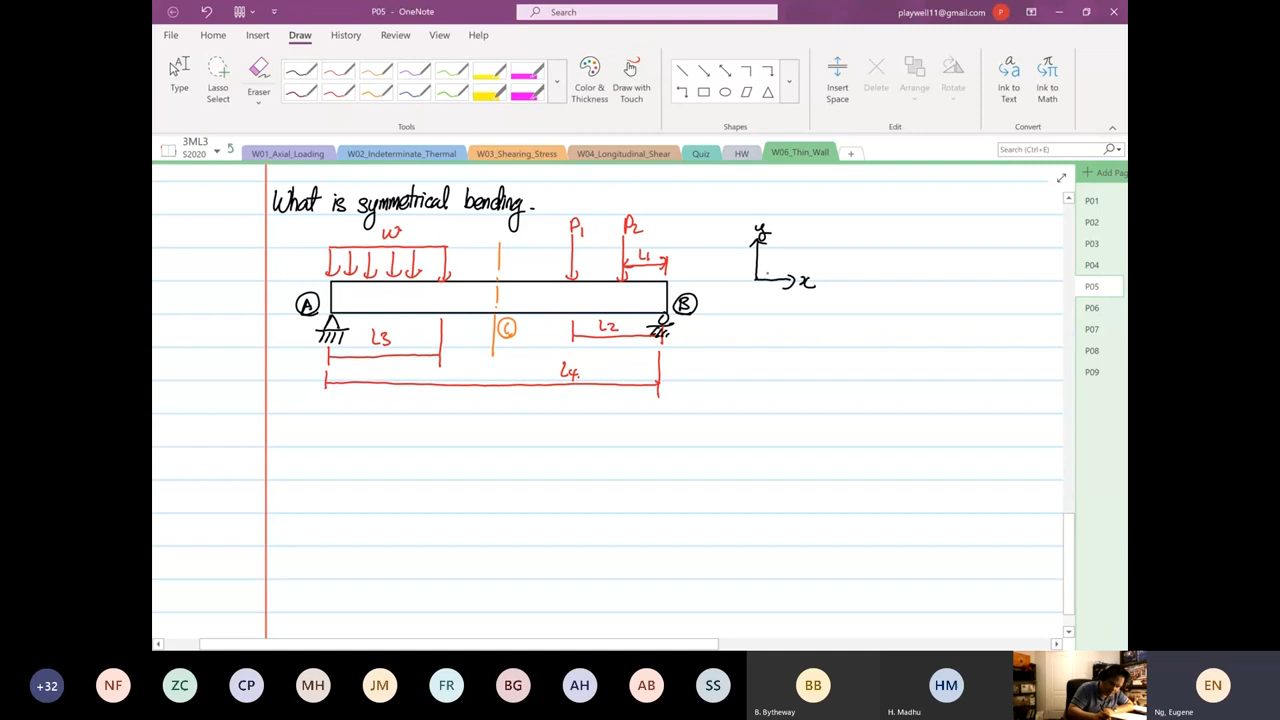 P05 - OneNote
Search
playwell11@gmail.com
P
File Home Insert Draw History Review View Help
Type
Lasso Select
Eraser
Color & Thickness
Draw with Touch
Insert Space
Delete
Arrange
Rotate
Ink to Text
Ink to Math
Tools
Shapes
Edit
Convert
3ML3 S2020
W01_Axial_Loading
W02_Indeterminate_Thermal
W03_Shearing_Stress
W04_Longitudinal_Shear
Quiz
HW
W06_Thin_Wall
Search (Ctrl+E)
Add Pag
P01
P02
P03
P04
P05
P06
P07
P08
P09
What is symmetrical bending.
W
P1
P2
L1
y
x
A
B
C
L2
L3
L4
+32
NF
ZC
CP
MH
JM
FR
BG
AH
AB
SS
BB
B. Bytheway
HM
H. Madhu
EN
Ng, Eugene